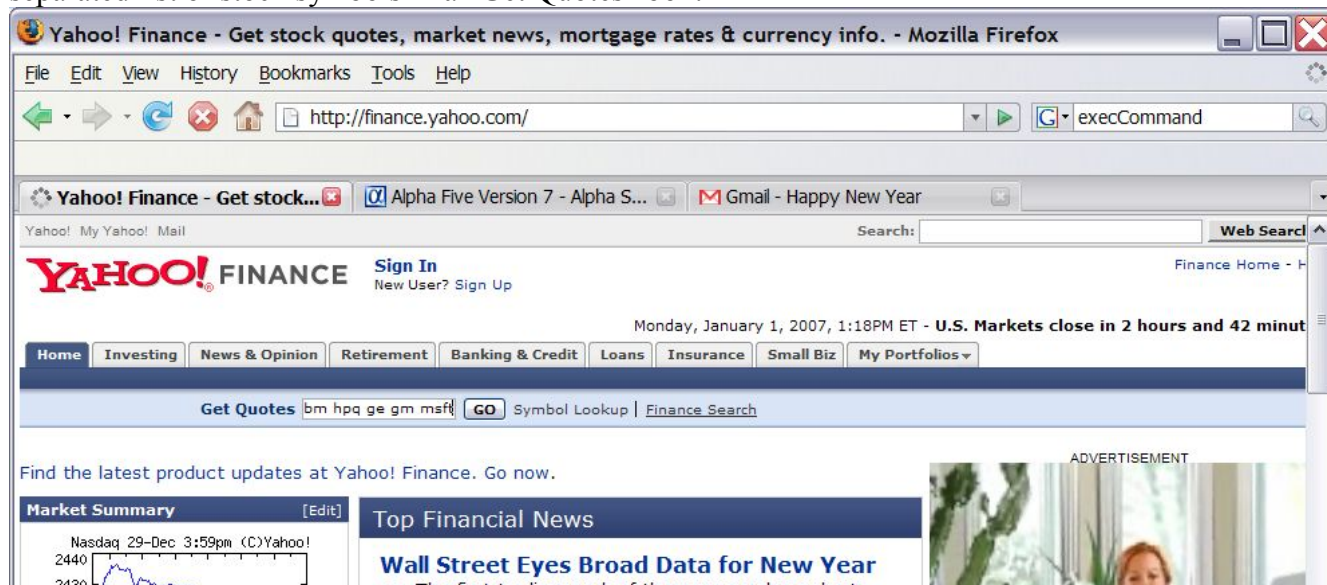 Yahoo! Finance - Get stock quotes, market news, mortgage rates & currency info. - Mozilla Firefox
File Edit View History Bookmarks Tools Help
http://finance.yahoo.com/ G execCommand
Yahoo! Finance - Get stock... Alpha Five Version 7 - Alpha S... Gmail - Happy New Year
Yahoo! My Yahoo! Mail Search: Web Searcl
YAHOO! FINANCE Sign In Finance Home - H
New User? Sign Up
Monday, January 1, 2007, 1:18PM ET - U.S. Markets close in 2 hours and 42 minut
Home Investing News & Opinion Retirement Banking & Credit Loans Insurance Small Biz My Portfolios
Get Quotes bm hpq ge gm msft GO Symbol Lookup | Finance Search
ADVERTISEMENT
Find the latest product updates at Yahoo! Finance. Go now.
Market Summary [Edit] Top Financial News
Nasdaq 29-Dec 3:59pm (C)Yahoo!
2440 Wall Street Eyes Broad Data for New Year
2430